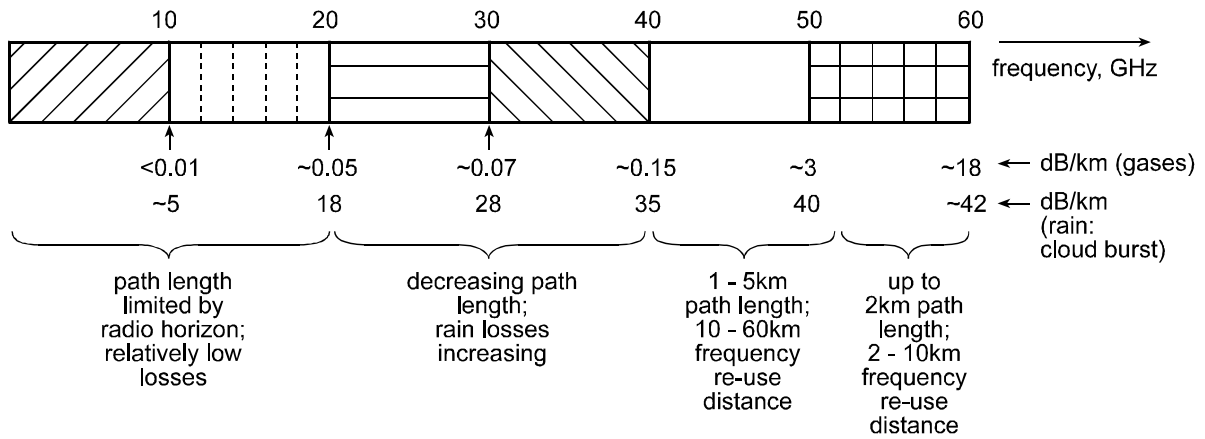 10 20 30 40 50 60
frequency, GHz
<0.01 ~0.05 ~0.07 ~0.15 ~3 ~18 dB/km (gases)
~5 18 28 35 40 ~42 dB/km
(rain:
cloud burst)
path length
limited by
radio horizon;
relatively low
losses
decreasing path
length;
rain losses
increasing
1 - 5km
path length;
10 - 60km
frequency
re-use
distance
up to
2km path
length;
2 - 10km
frequency
re-use
distance